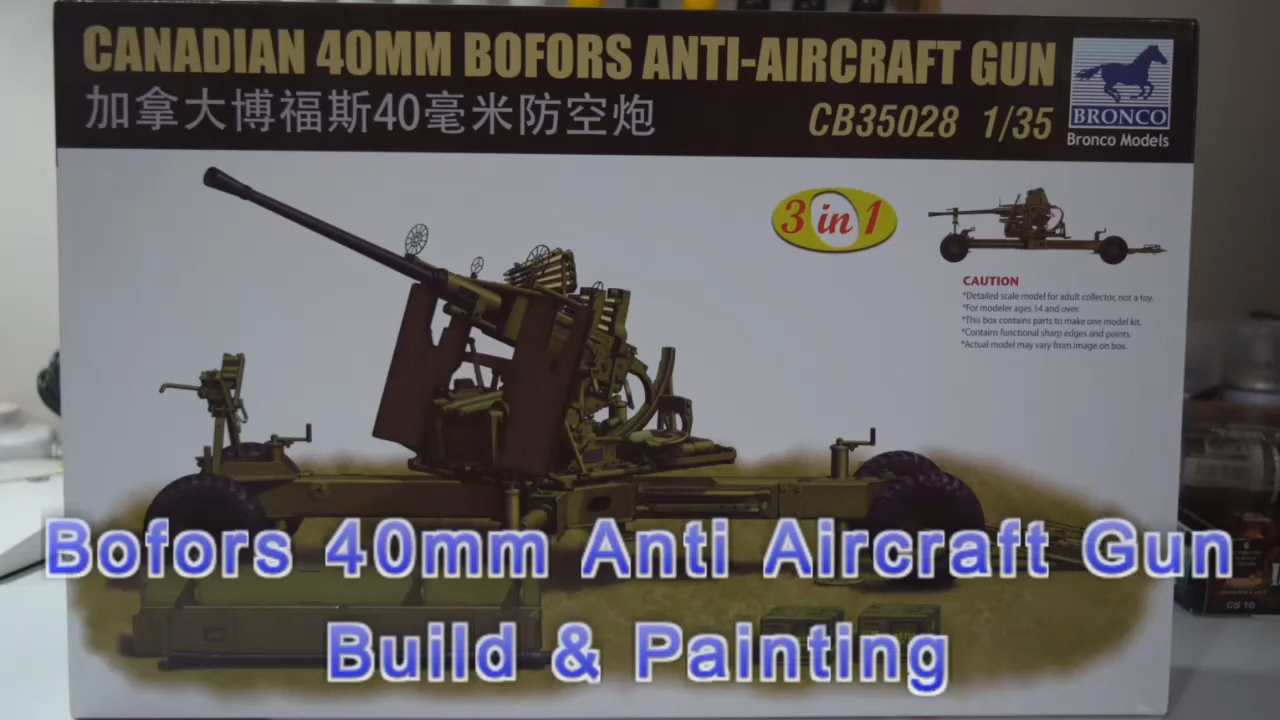 CANADIAN 40MM BOFORS ANTI-AIRCRAFT GUN
加拿大博福斯40毫米防空炮
CB35028 1/35
BRONCO
Bronco Models
3 in 1
CAUTION
*Detailed scale model for adult collector, not a toy.
*For modeler ages 14 and over.
*This box contains parts to make one model kit.
*Contains functional sharp edges and points.
*Actual model may vary from image on box.
Bofors 40mm Anti Aircraft Gun
Build & Painting
CS 10